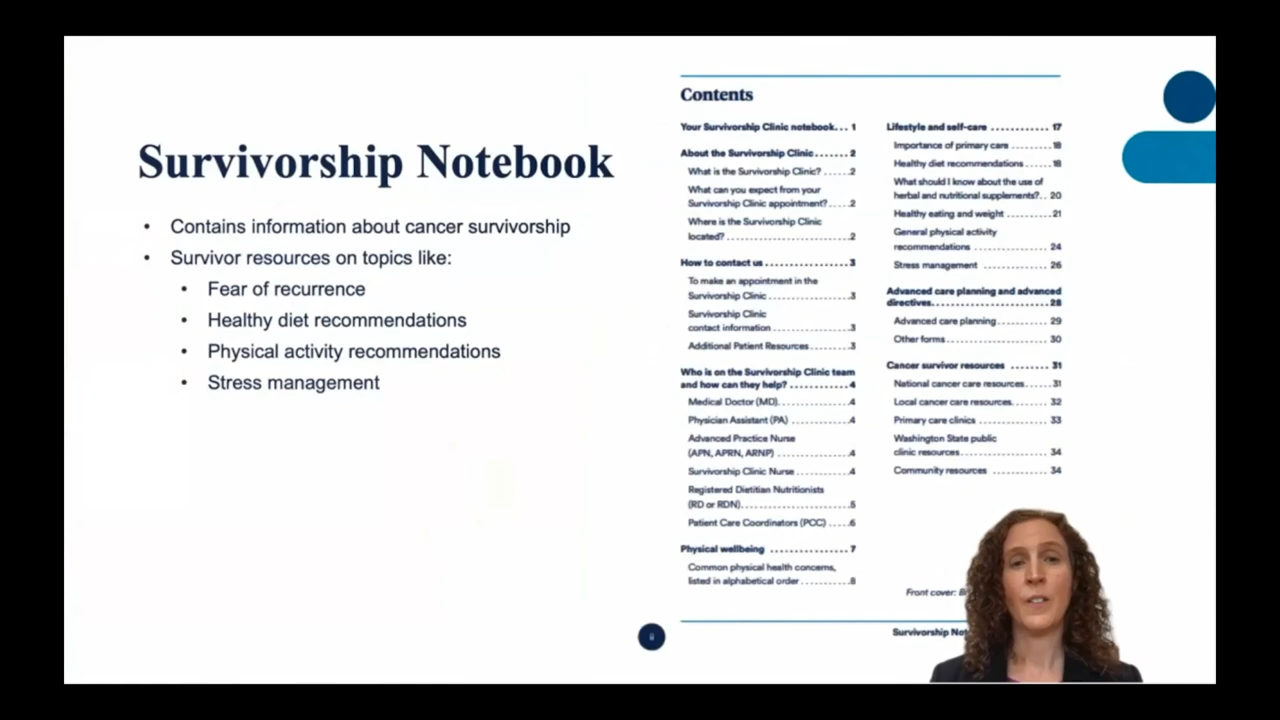 Survivorship Notebook
• Contains information about cancer survivorship
• Survivor resources on topics like:
• Fear of recurrence
• Healthy diet recommendations
• Physical activity recommendations
• Stress management
Contents
Your Survivorship Clinic notebook... 1
About the Survivorship Clinic....... 2
What is the Survivorship Clinic? ......2
What can you expect from your
Survivorship Clinic appointment? .....2
Where is the Survivorship Clinic
located? ..........................2
How to contact us ................... 3
To make an appointment in the
Survivorship Clinic ..................3
Survivorship Clinic
contact information .................3
Additional Patient Resources.........3
Who is on the Survivorship Clinic team
and how can they help? ............. 4
Medical Doctor (MD)................4
Physician Assistant (PA) .............4
Advanced Practice Nurse
(APN, APRN, ARNP) ................4
Survivorship Clinic Nurse ............4
Registered Dietitian Nutritionists
(RD or RDN).......................5
Patient Care Coordinators (PCC) .....6
Physical wellbeing .................. 7
Common physical health concerns,
listed in alphabetical order ...........8
Lifestyle and self-care ............. 17
Importance of primary care .........18
Healthy diet recommendations ......18
What should I know about the use of
herbal and nutritional supplements?.. 20
Healthy eating and weight ..........21
General physical activity
recommendations ................ 24
Stress management .............. 26
Advanced care planning and advanced
directives......................... 28
Advanced care planning........... 29
Other forms ..................... 30
Cancer survivor resources ........ 31
National cancer care resources......31
Local cancer care resources........ 32
Primary care clinics ............... 33
Washington State public
clinic resources................... 34
Community resources ............ 34
Front cover:
ii